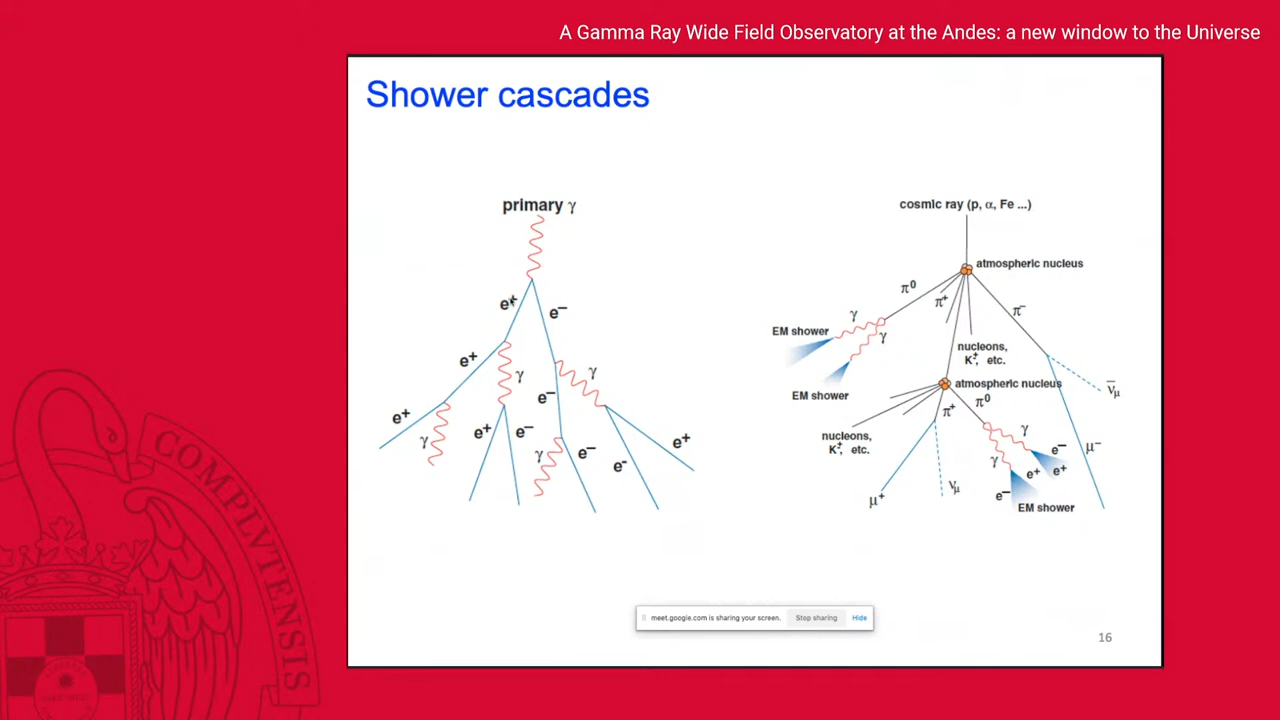 A Gamma Ray Wide Field Observatory at the Andes: a new window to the Universe
Shower cascades
primary γ
e⁺
e⁻
e⁺
γ
γ
e⁻
e⁺
γ
e⁺
e⁻
γ
e⁻
e⁻
e⁺
cosmic ray (p, α, Fe ...)
atmospheric nucleus
π⁰
π⁺
π⁻
γ
γ
EM shower
EM shower
nucleons,
K±, etc.
atmospheric nucleus
ν̄μ
π⁺
π⁰
nucleons,
K±, etc.
γ
γ
e⁻
e⁺
e⁺
μ⁻
μ⁺
νμ
e⁻
EM shower
meet.google.com is sharing your screen.
Stop sharing
Hide
16
COMPLVTENSIS